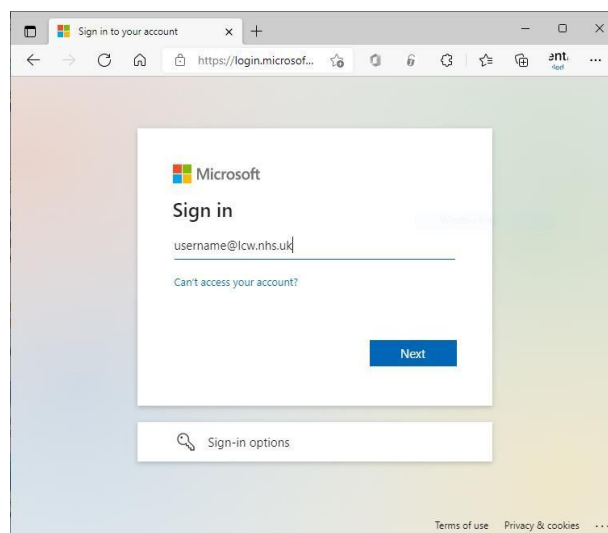 Sign in to your account
https://login.microsof...
ent.
Microsoft
Sign in
username@lcw.nhs.uk
Can't access your account?
Next
Sign-in options
Terms of use Privacy & cookies ...